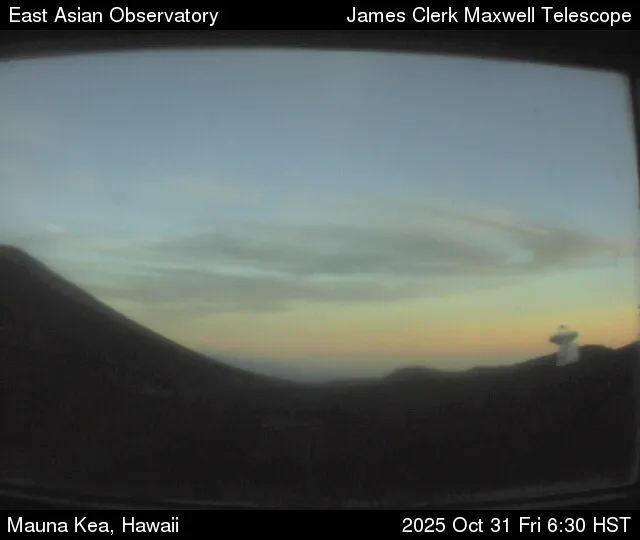 East Asian Observatory
James Clerk Maxwell Telescope
Mauna Kea, Hawaii
2025 Oct 31 Fri 6:30 HST